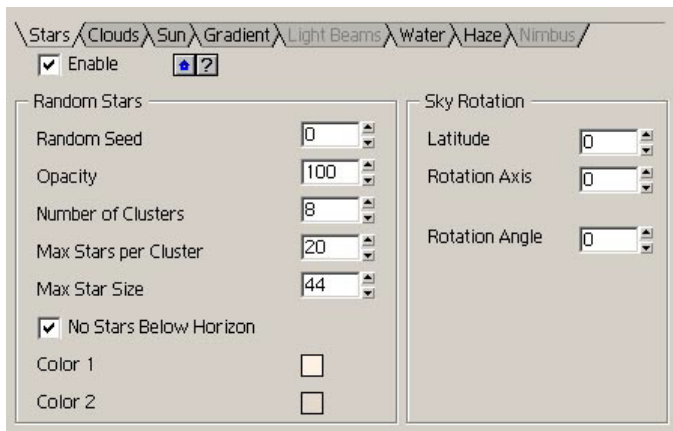 Stars Clouds Sun Gradient Light Beams Water Haze Nimbus
Enable ?
Random Stars
Random Seed 0
Opacity 100
Number of Clusters 8
Max Stars per Cluster 20
Max Star Size 44
No Stars Below Horizon
Color 1
Color 2
Sky Rotation
Latitude 0
Rotation Axis 0
Rotation Angle 0